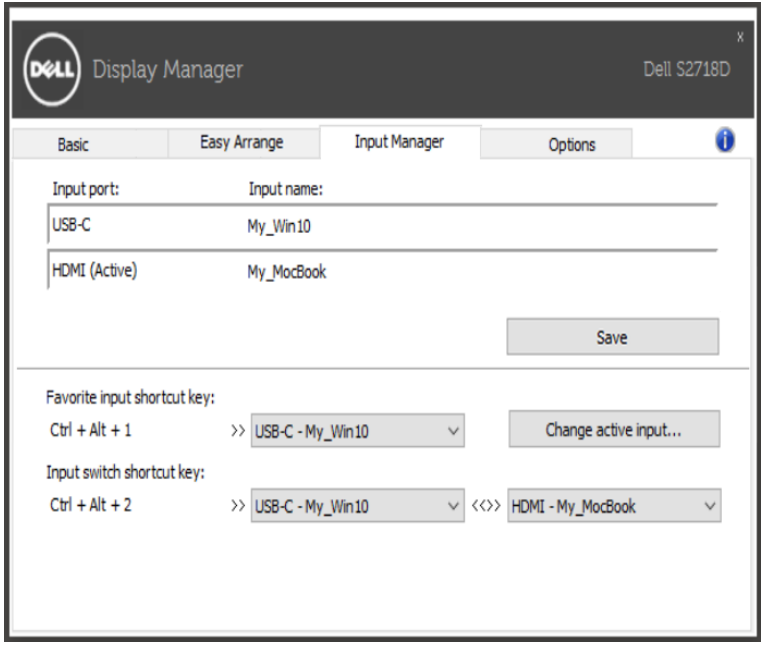 x
DELL Display Manager Dell S2718D
Basic Easy Arrange Input Manager Options i
Input port: Input name:
USB-C My_Win10
HDMI (Active) My_MocBook
Save
Favorite input shortcut key:
Ctrl + Alt + 1 >> USB-C - My_Win10 Change active input...
Input switch shortcut key:
Ctrl + Alt + 2 >> USB-C - My_Win10 <<>> HDMI - My_MocBook